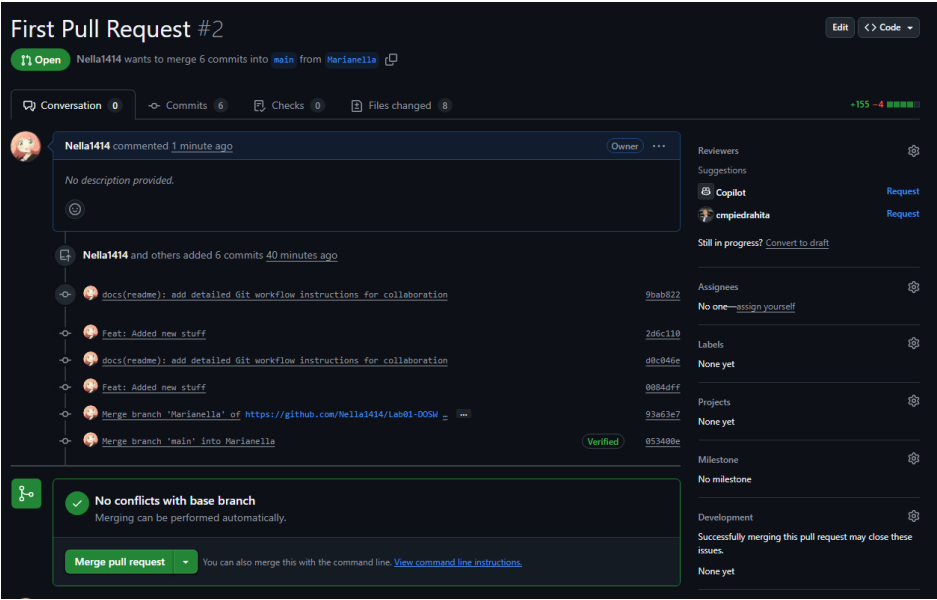 First Pull Request #2
Edit
<> Code
Open
Nella1414 wants to merge 6 commits into main from Marianella
Conversation 0
Commits 6
Checks 0
Files changed 8
+155 −4
Nella1414 commented 1 minute ago
Owner
No description provided.
Nella1414 and others added 6 commits 40 minutes ago
docs(readme): add detailed Git workflow instructions for collaboration
9bab822
Feat: Added new stuff
2d6c110
docs(readme): add detailed Git workflow instructions for collaboration
d0c046e
Feat: Added new stuff
0084dff
Merge branch 'Marianella' of https://github.com/Nella1414/Lab01-DOSW …
93a63e7
Merge branch 'main' into Marianella
Verified
053400e
No conflicts with base branch
Merging can be performed automatically.
Merge pull request
You can also merge this with the command line. View command line instructions.
Reviewers
Suggestions
Copilot
Request
cmpiedrahita
Request
Still in progress? Convert to draft
Assignees
No one—assign yourself
Labels
None yet
Projects
None yet
Milestone
No milestone
Development
Successfully merging this pull request may close these
issues.
None yet